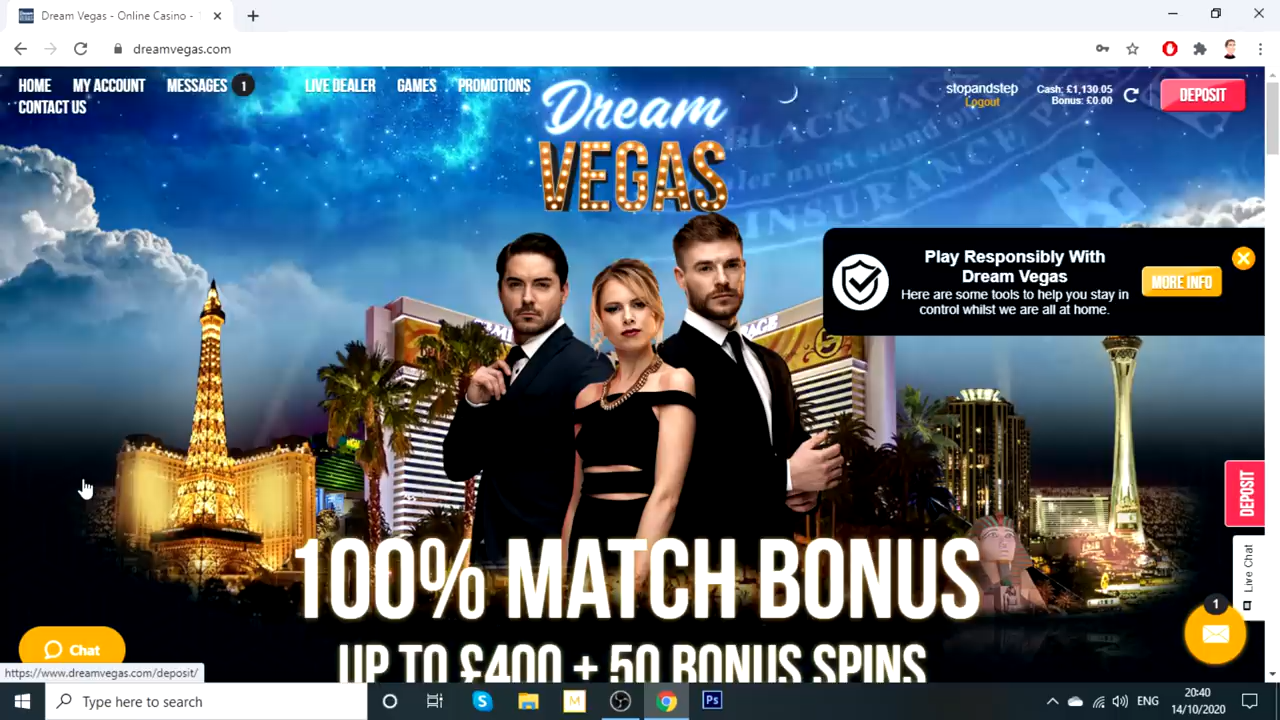 Dream Vegas - Online Casino -
dreamvegas.com
HOME MY ACCOUNT MESSAGES 1 LIVE DEALER GAMES PROMOTIONS
CONTACT US
Dream
VEGAS
stopandstep
Logout
Cash: £1,130.05
Bonus: £0.00
DEPOSIT
BLACK JACK
INSURANCE
Play Responsibly With
Dream Vegas
Here are some tools to help you stay in
control whilst we are all at home.
MORE INFO
DEPOSIT
Live Chat
1
100% MATCH BONUS
UP TO £400 + 50 BONUS SPINS
Chat
https://www.dreamvegas.com/deposit/
Type here to search
Ps
ENG
20:40
14/10/2020